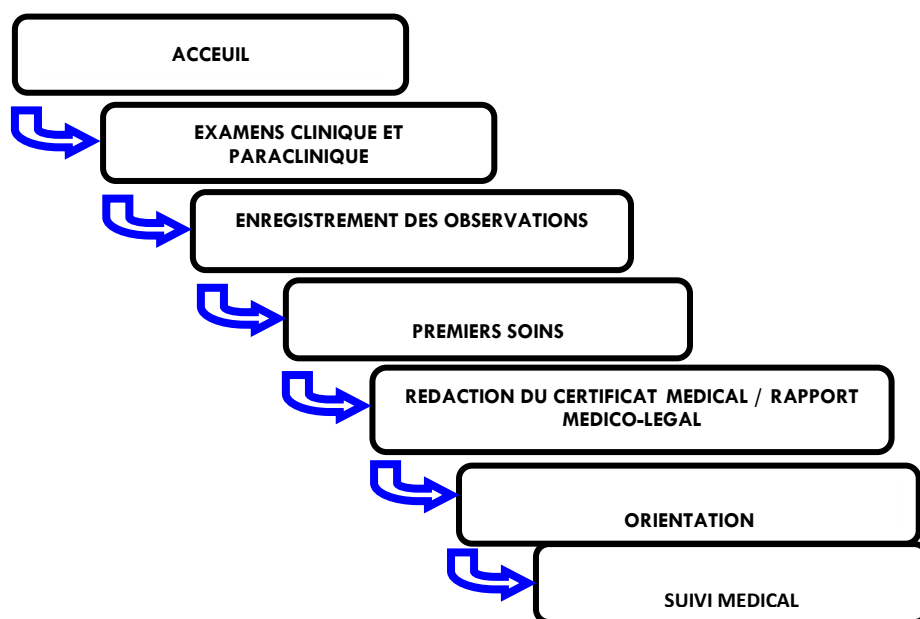 ACCEUIL
EXAMENS CLINIQUE ET
PARACLINIQUE
ENREGISTREMENT DES OBSERVATIONS
PREMIERS SOINS
REDACTION DU CERTIFICAT MEDICAL / RAPPORT
MEDICO-LEGAL
ORIENTATION
SUIVI MEDICAL